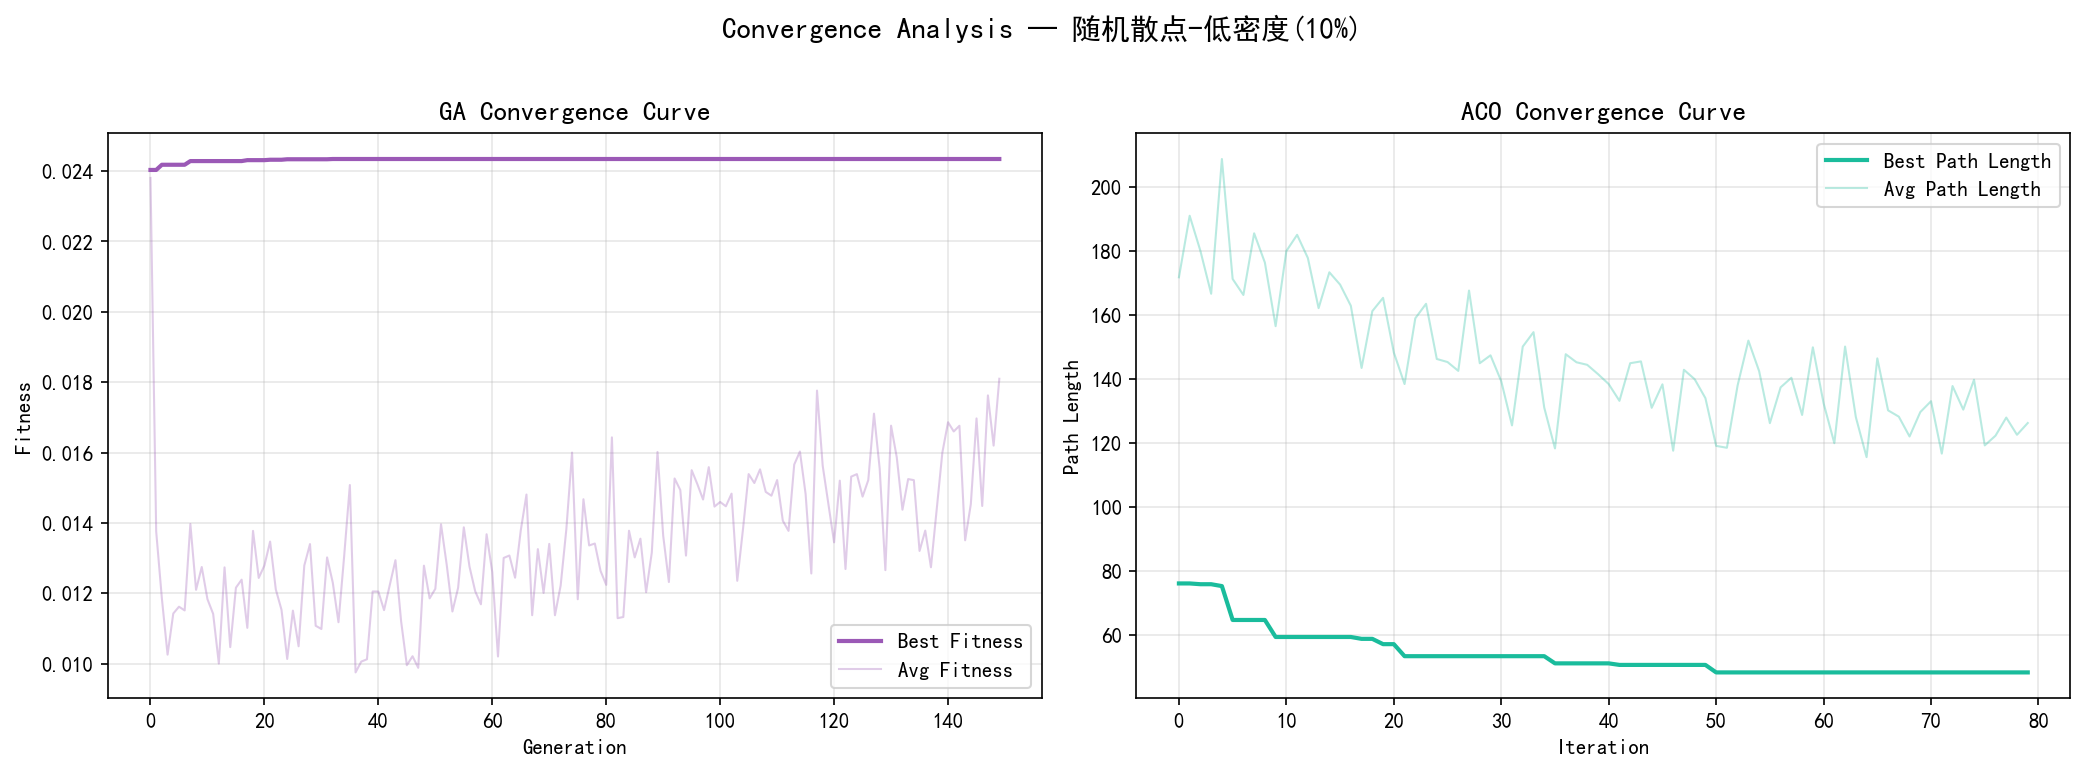 Convergence Analysis — 随机散点-低密度(10%)
GA Convergence Curve
Fitness
0.024
0.022
0.020
0.018
0.016
0.014
0.012
0.010
Best Fitness
Avg Fitness
0 20 40 60 80 100 120 140
Generation
ACO Convergence Curve
Path Length
200
180
160
140
120
100
80
60
Best Path Length
Avg Path Length
0 10 20 30 40 50 60 70 80
Iteration